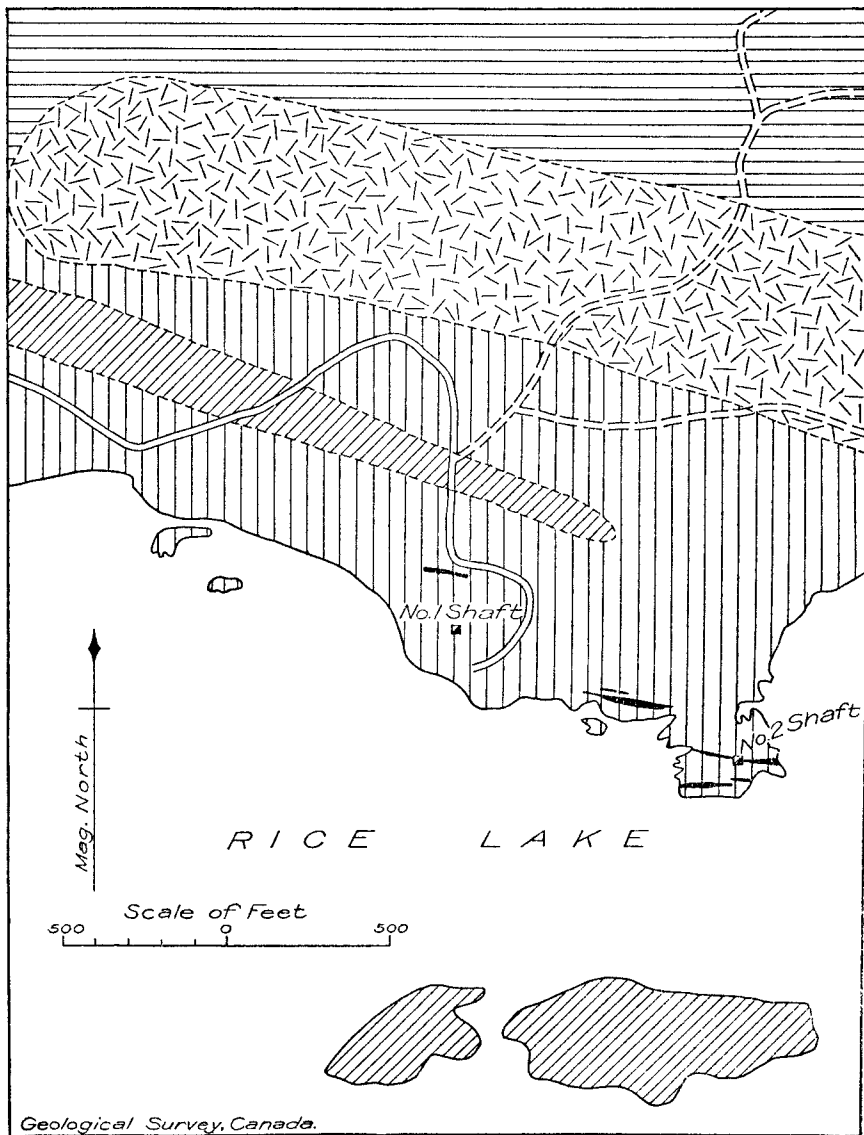 No.1 Shaft
No.2 Shaft
Mag. North
RICE LAKE
Scale of Feet
500 0 500
Geological Survey, Canada.